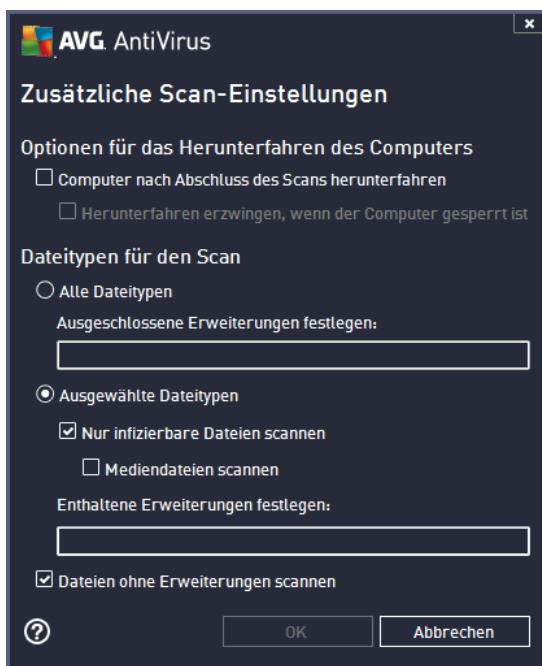 AVG. AntiVirus
Zusätzliche Scan-Einstellungen
Optionen für das Herunterfahren des Computers
Computer nach Abschluss des Scans herunterfahren
Herunterfahren erzwingen, wenn der Computer gesperrt ist
Dateitypen für den Scan
Alle Dateitypen
Ausgeschlossene Erweiterungen festlegen:
Ausgewählte Dateitypen
Nur infizierbare Dateien scannen
Mediendateien scannen
Enthaltene Erweiterungen festlegen:
Dateien ohne Erweiterungen scannen
OK Abbrechen